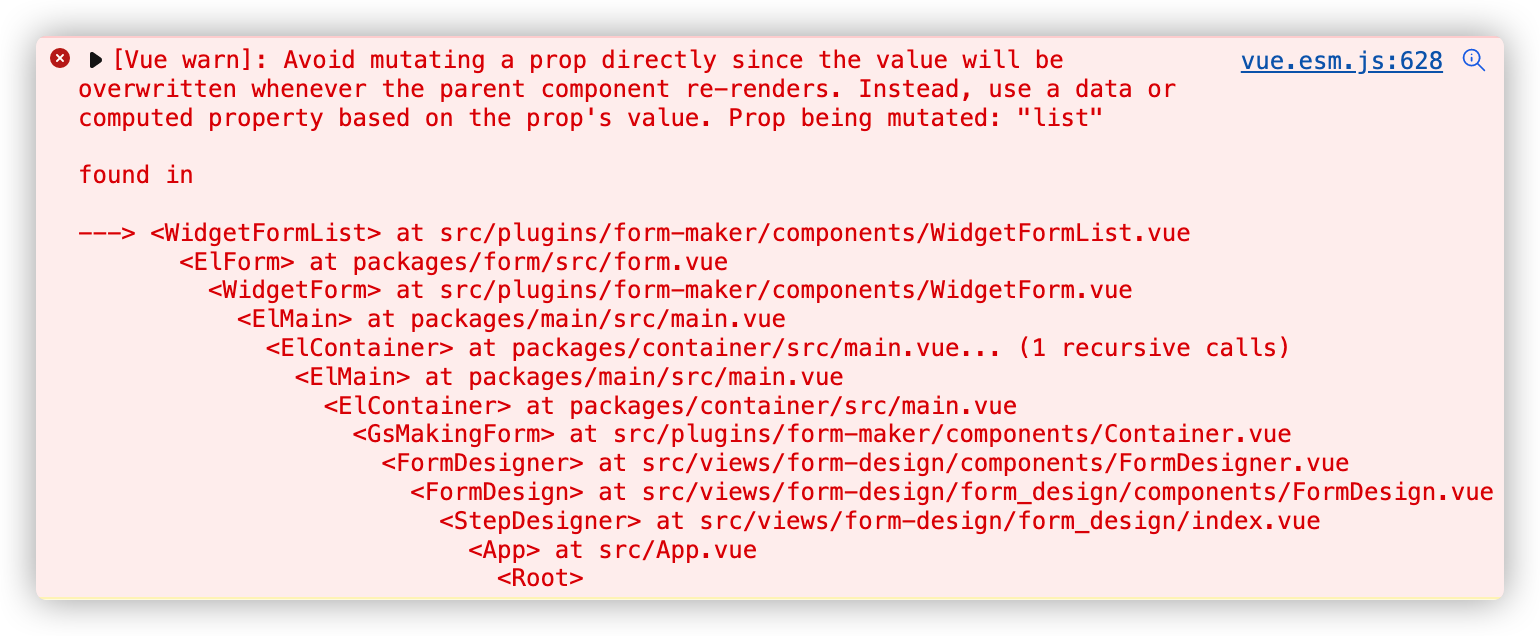 [Vue warn]: Avoid mutating a prop directly since the value will be vue.esm.js:628
overwritten whenever the parent component re-renders. Instead, use a data or
computed property based on the prop's value. Prop being mutated: "list"
found in
---> <WidgetFormList> at src/plugins/form-maker/components/WidgetFormList.vue
<ElForm> at packages/form/src/form.vue
<WidgetForm> at src/plugins/form-maker/components/WidgetForm.vue
<ElMain> at packages/main/src/main.vue
<ElContainer> at packages/container/src/main.vue... (1 recursive calls)
<ElMain> at packages/main/src/main.vue
<ElContainer> at packages/container/src/main.vue
<GsMakingForm> at src/plugins/form-maker/components/Container.vue
<FormDesigner> at src/views/form-design/components/FormDesigner.vue
<FormDesign> at src/views/form-design/form_design/components/FormDesign.vue
<StepDesigner> at src/views/form-design/form_design/index.vue
<App> at src/App.vue
<Root>